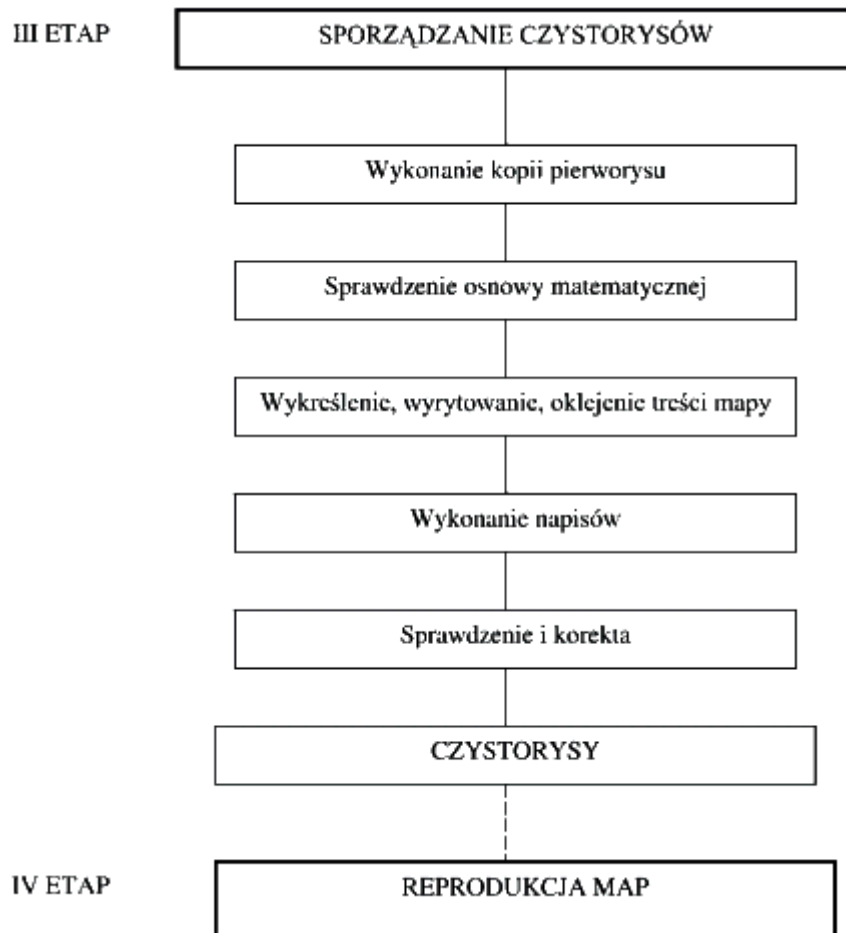 III ETAP
SPORZĄDZANIE CZYSTORYSÓW
Wykonanie kopii pierworysu
Sprawdzenie osnowy matematycznej
Wykreślenie, wyrytowanie, oklejenie treści mapy
Wykonanie napisów
Sprawdzenie i korekta
CZYSTORYSY
IV ETAP
REPRODUKCJA MAP